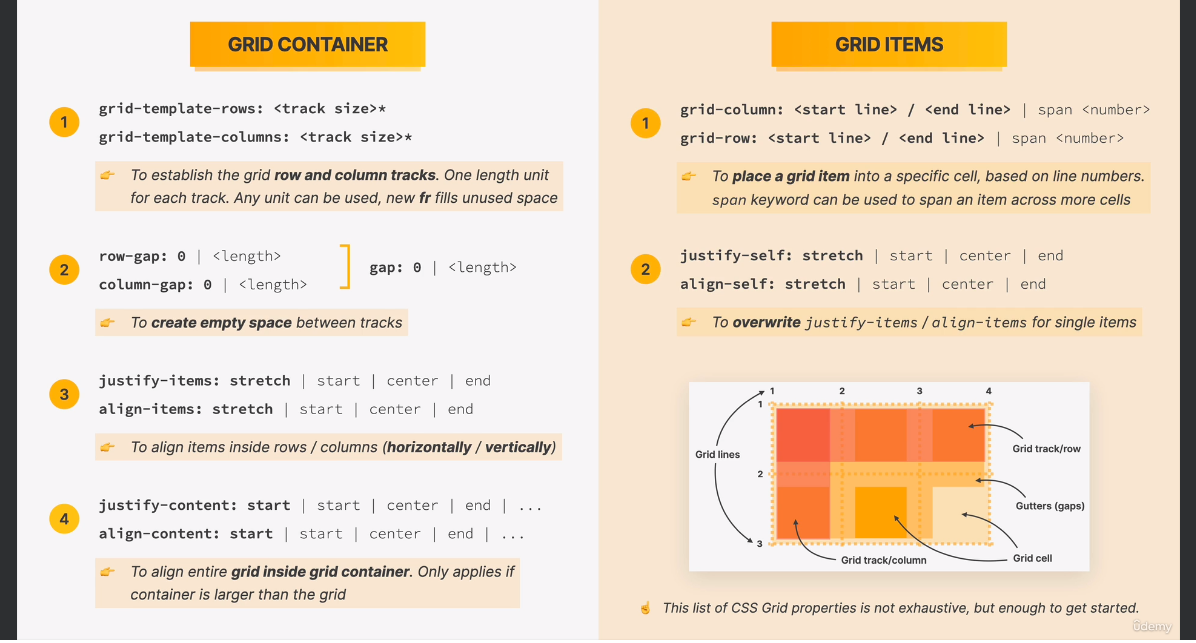 GRID CONTAINER
1
grid-template-rows: <track size>*
grid-template-columns: <track size>*
👉 To establish the grid row and column tracks. One length unit
for each track. Any unit can be used, new fr fills unused space
2
row-gap: 0 | <length>
column-gap: 0 | <length>
gap: 0 | <length>
👉 To create empty space between tracks
3
justify-items: stretch | start | center | end
align-items: stretch | start | center | end
👉 To align items inside rows / columns (horizontally / vertically)
4
justify-content: start | start | center | end | ...
align-content: start | start | center | end | ...
👉 To align entire grid inside grid container. Only applies if
container is larger than the grid
GRID ITEMS
1
grid-column: <start line> / <end line> | span <number>
grid-row: <start line> / <end line> | span <number>
👉 To place a grid item into a specific cell, based on line numbers.
span keyword can be used to span an item across more cells
2
justify-self: stretch | start | center | end
align-self: stretch | start | center | end
👉 To overwrite justify-items / align-items for single items
1 2 3 4
1
Grid lines
Grid track/row
2
Gutters (gaps)
3
Grid track/column
Grid cell
☝ This list of CSS Grid properties is not exhaustive, but enough to get started.
ûdemy